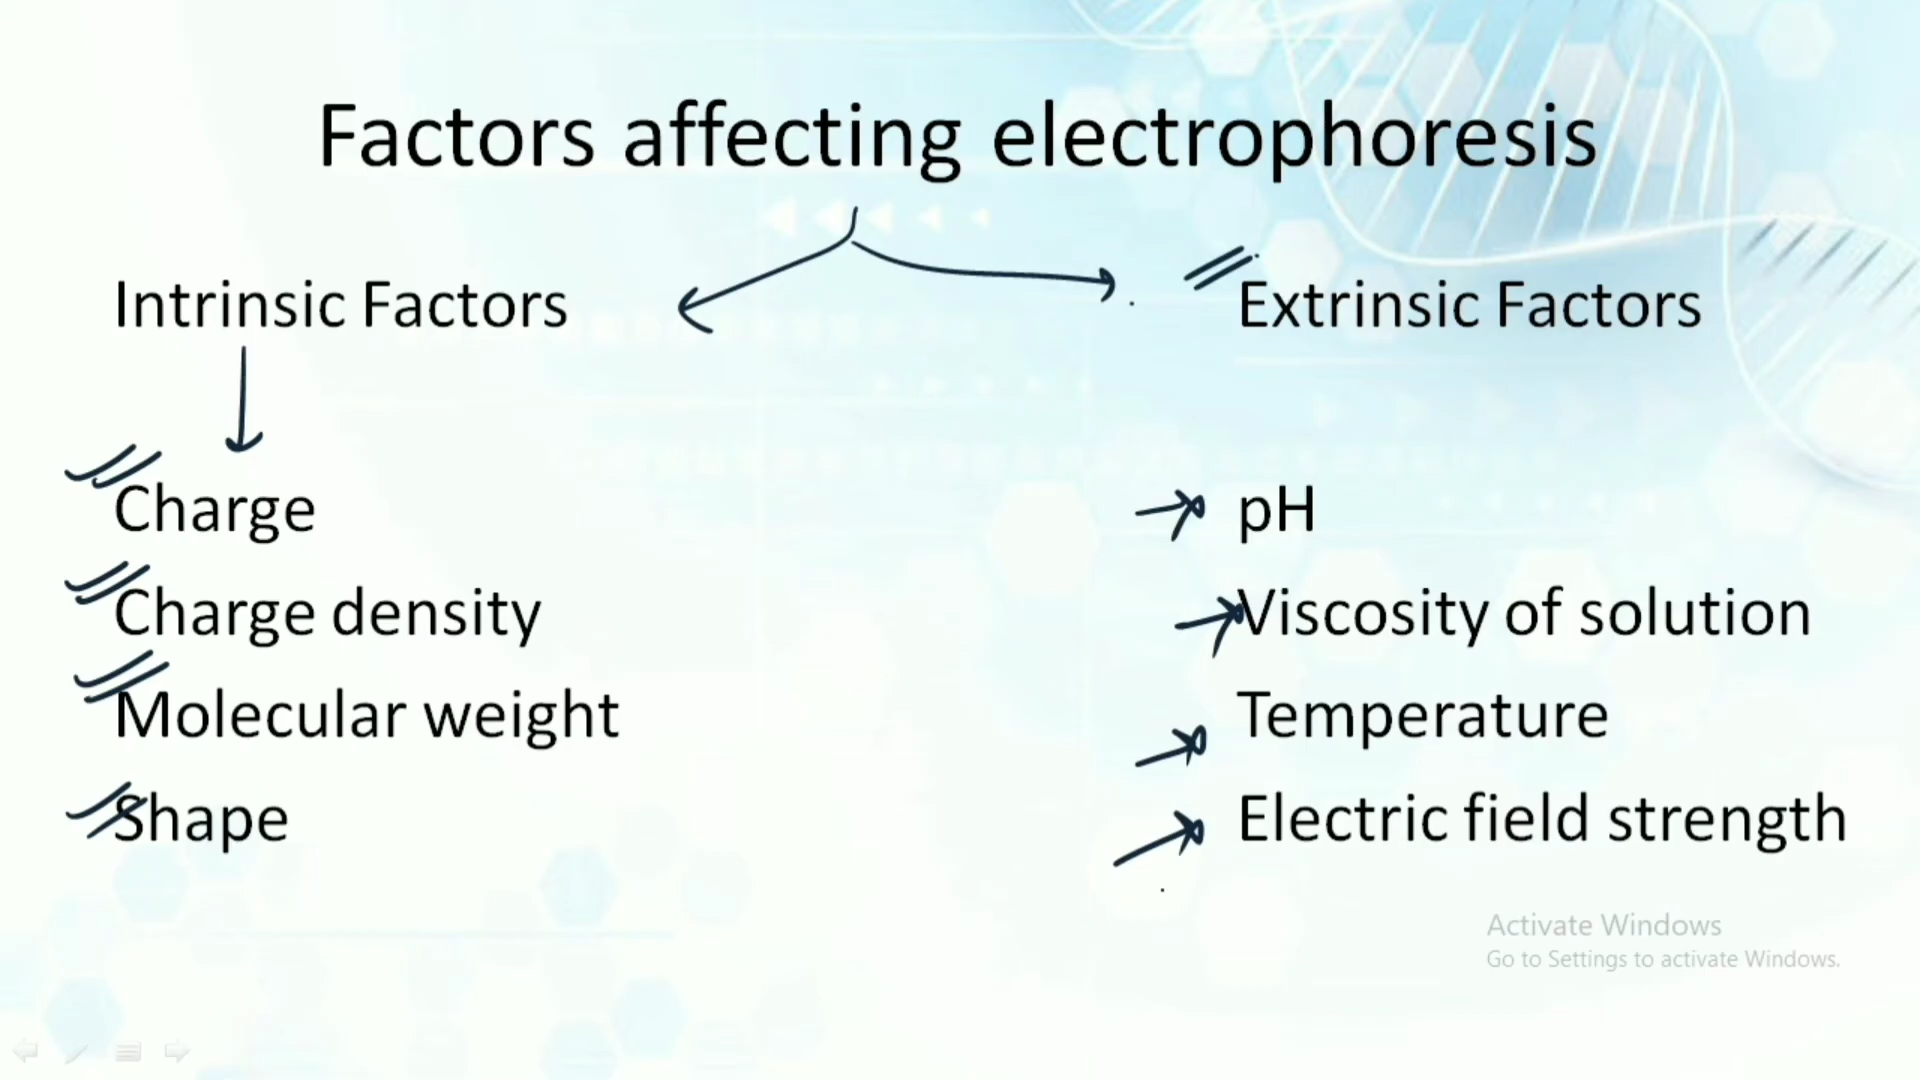 Factors affecting electrophoresis
Intrinsic Factors
Charge
Charge density
Molecular weight
Shape
Extrinsic Factors
pH
Viscosity of solution
Temperature
Electric field strength
Activate Windows
Go to Settings to activate Windows.